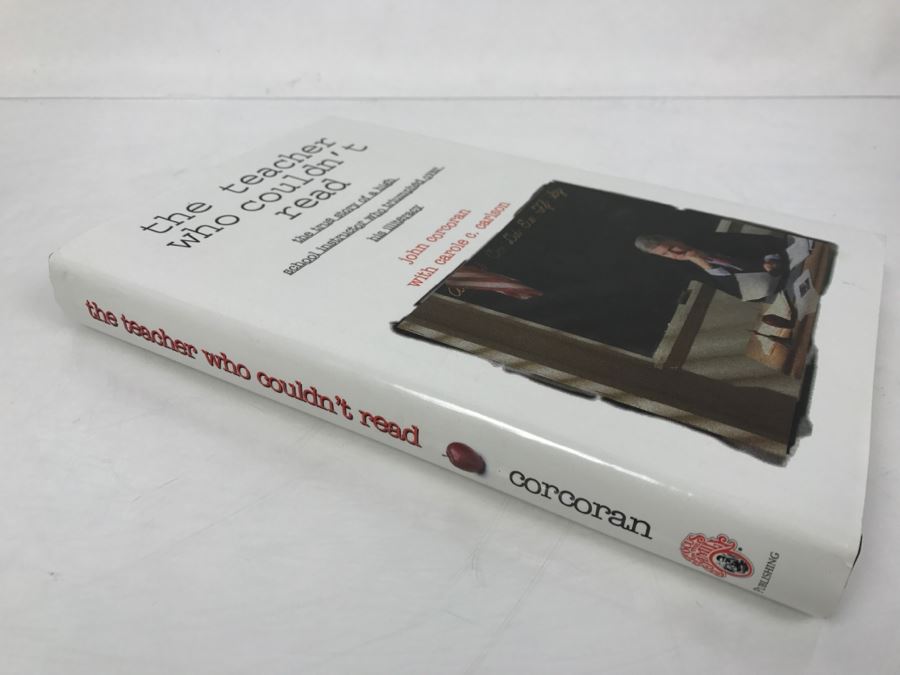 the teacher
who couldn't
read
the true story of a high
school instructor who triumphed over
his illiteracy
john corcoran
with carole c. carlson
the teacher who couldn't read
corcoran
PUBLISHING